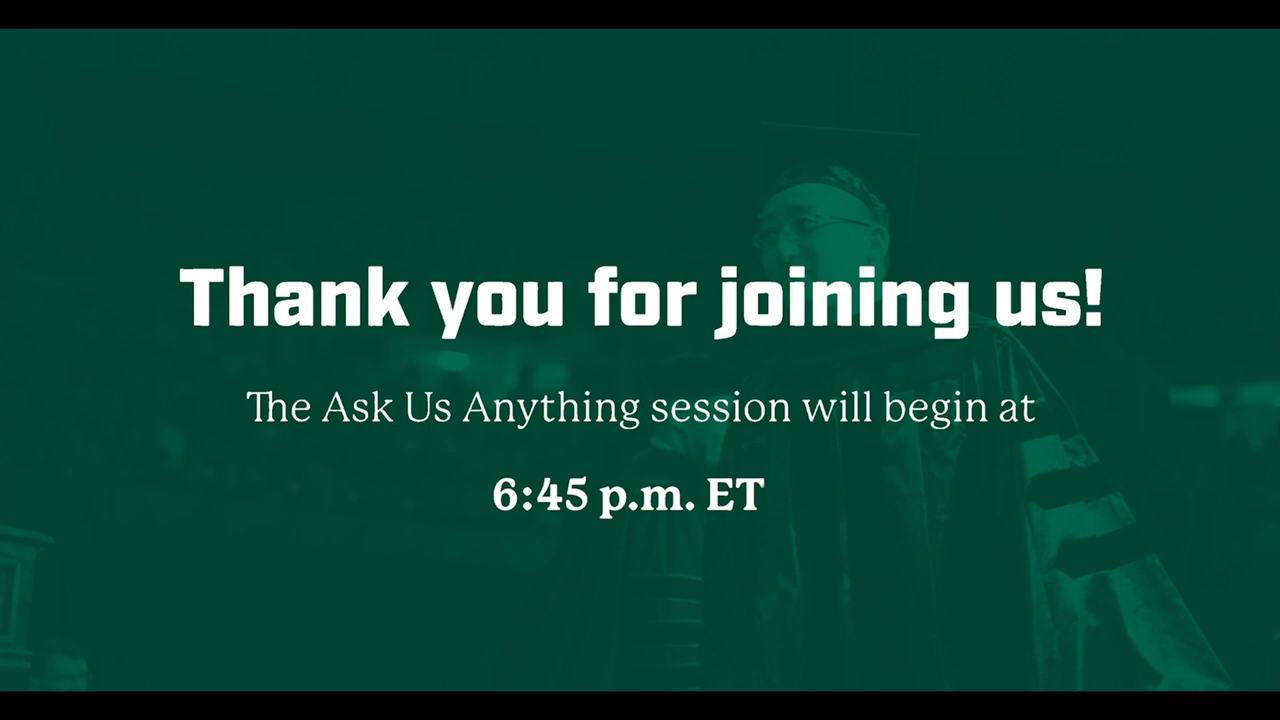 Thank you for joining us!
The Ask Us Anything session will begin at
6:45 p.m. ET